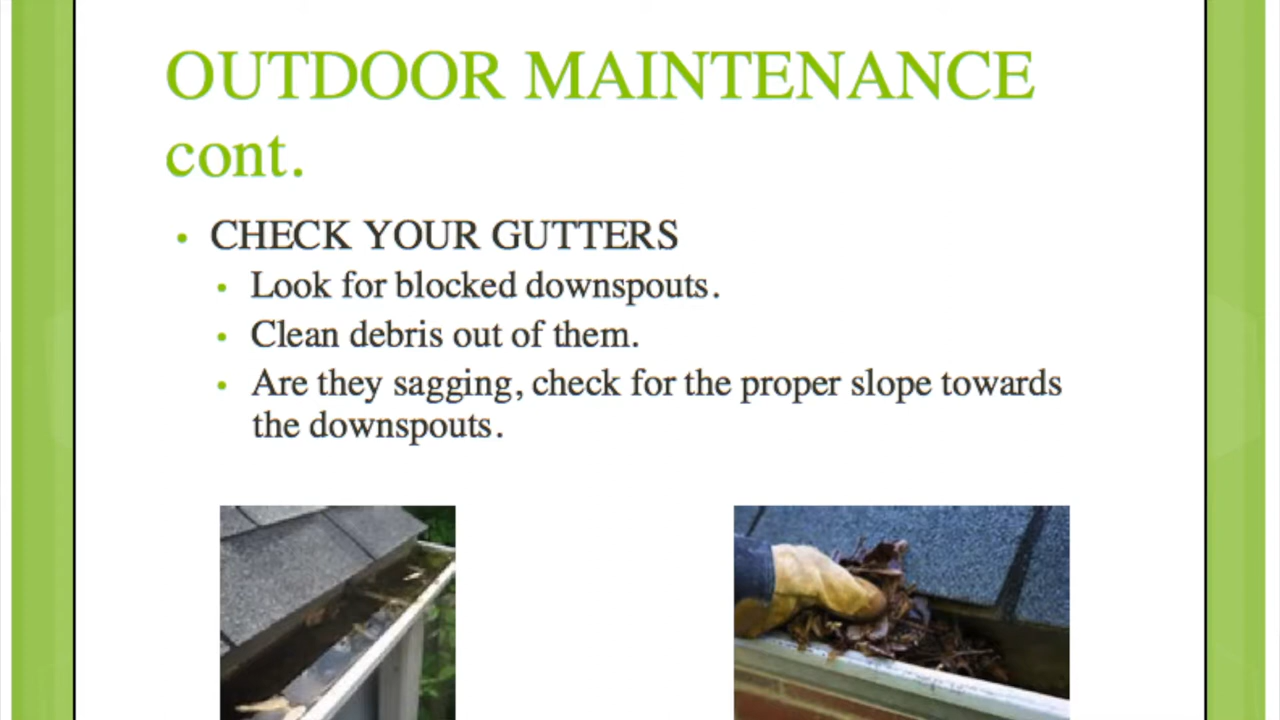 OUTDOOR MAINTENANCE
cont.
• CHECK YOUR GUTTERS
• Look for blocked downspouts.
• Clean debris out of them.
• Are they sagging, check for the proper slope towards
the downspouts.